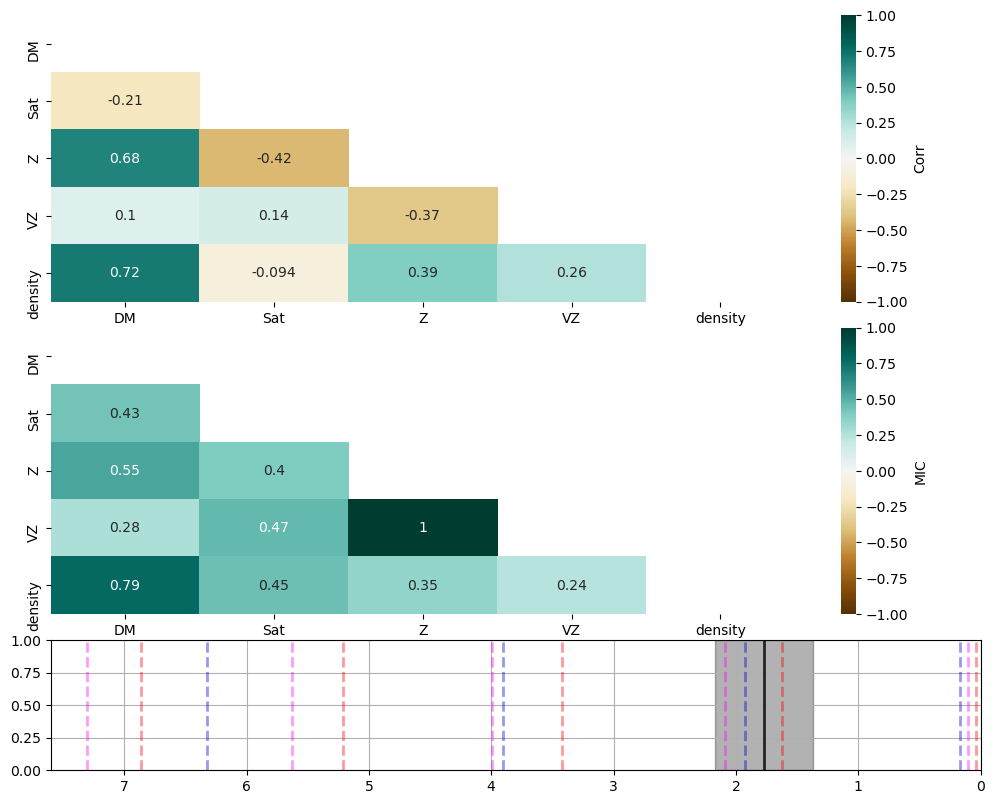 DM
Sat
Z
VZ
density
-0.21
0.68
-0.42
0.1
0.14
-0.37
0.72
-0.094
0.39
0.26
DM
Sat
Z
VZ
density
1.00
0.75
0.50
0.25
0.00
−0.25
−0.50
−0.75
−1.00
Corr
DM
Sat
Z
VZ
density
0.43
0.55
0.4
0.28
0.47
1
0.79
0.45
0.35
0.24
DM
Sat
Z
VZ
density
1.00
0.75
0.50
0.25
0.00
−0.25
−0.50
−0.75
−1.00
MIC
1.00
0.75
0.50
0.25
0.00
7
6
5
4
3
2
1
0